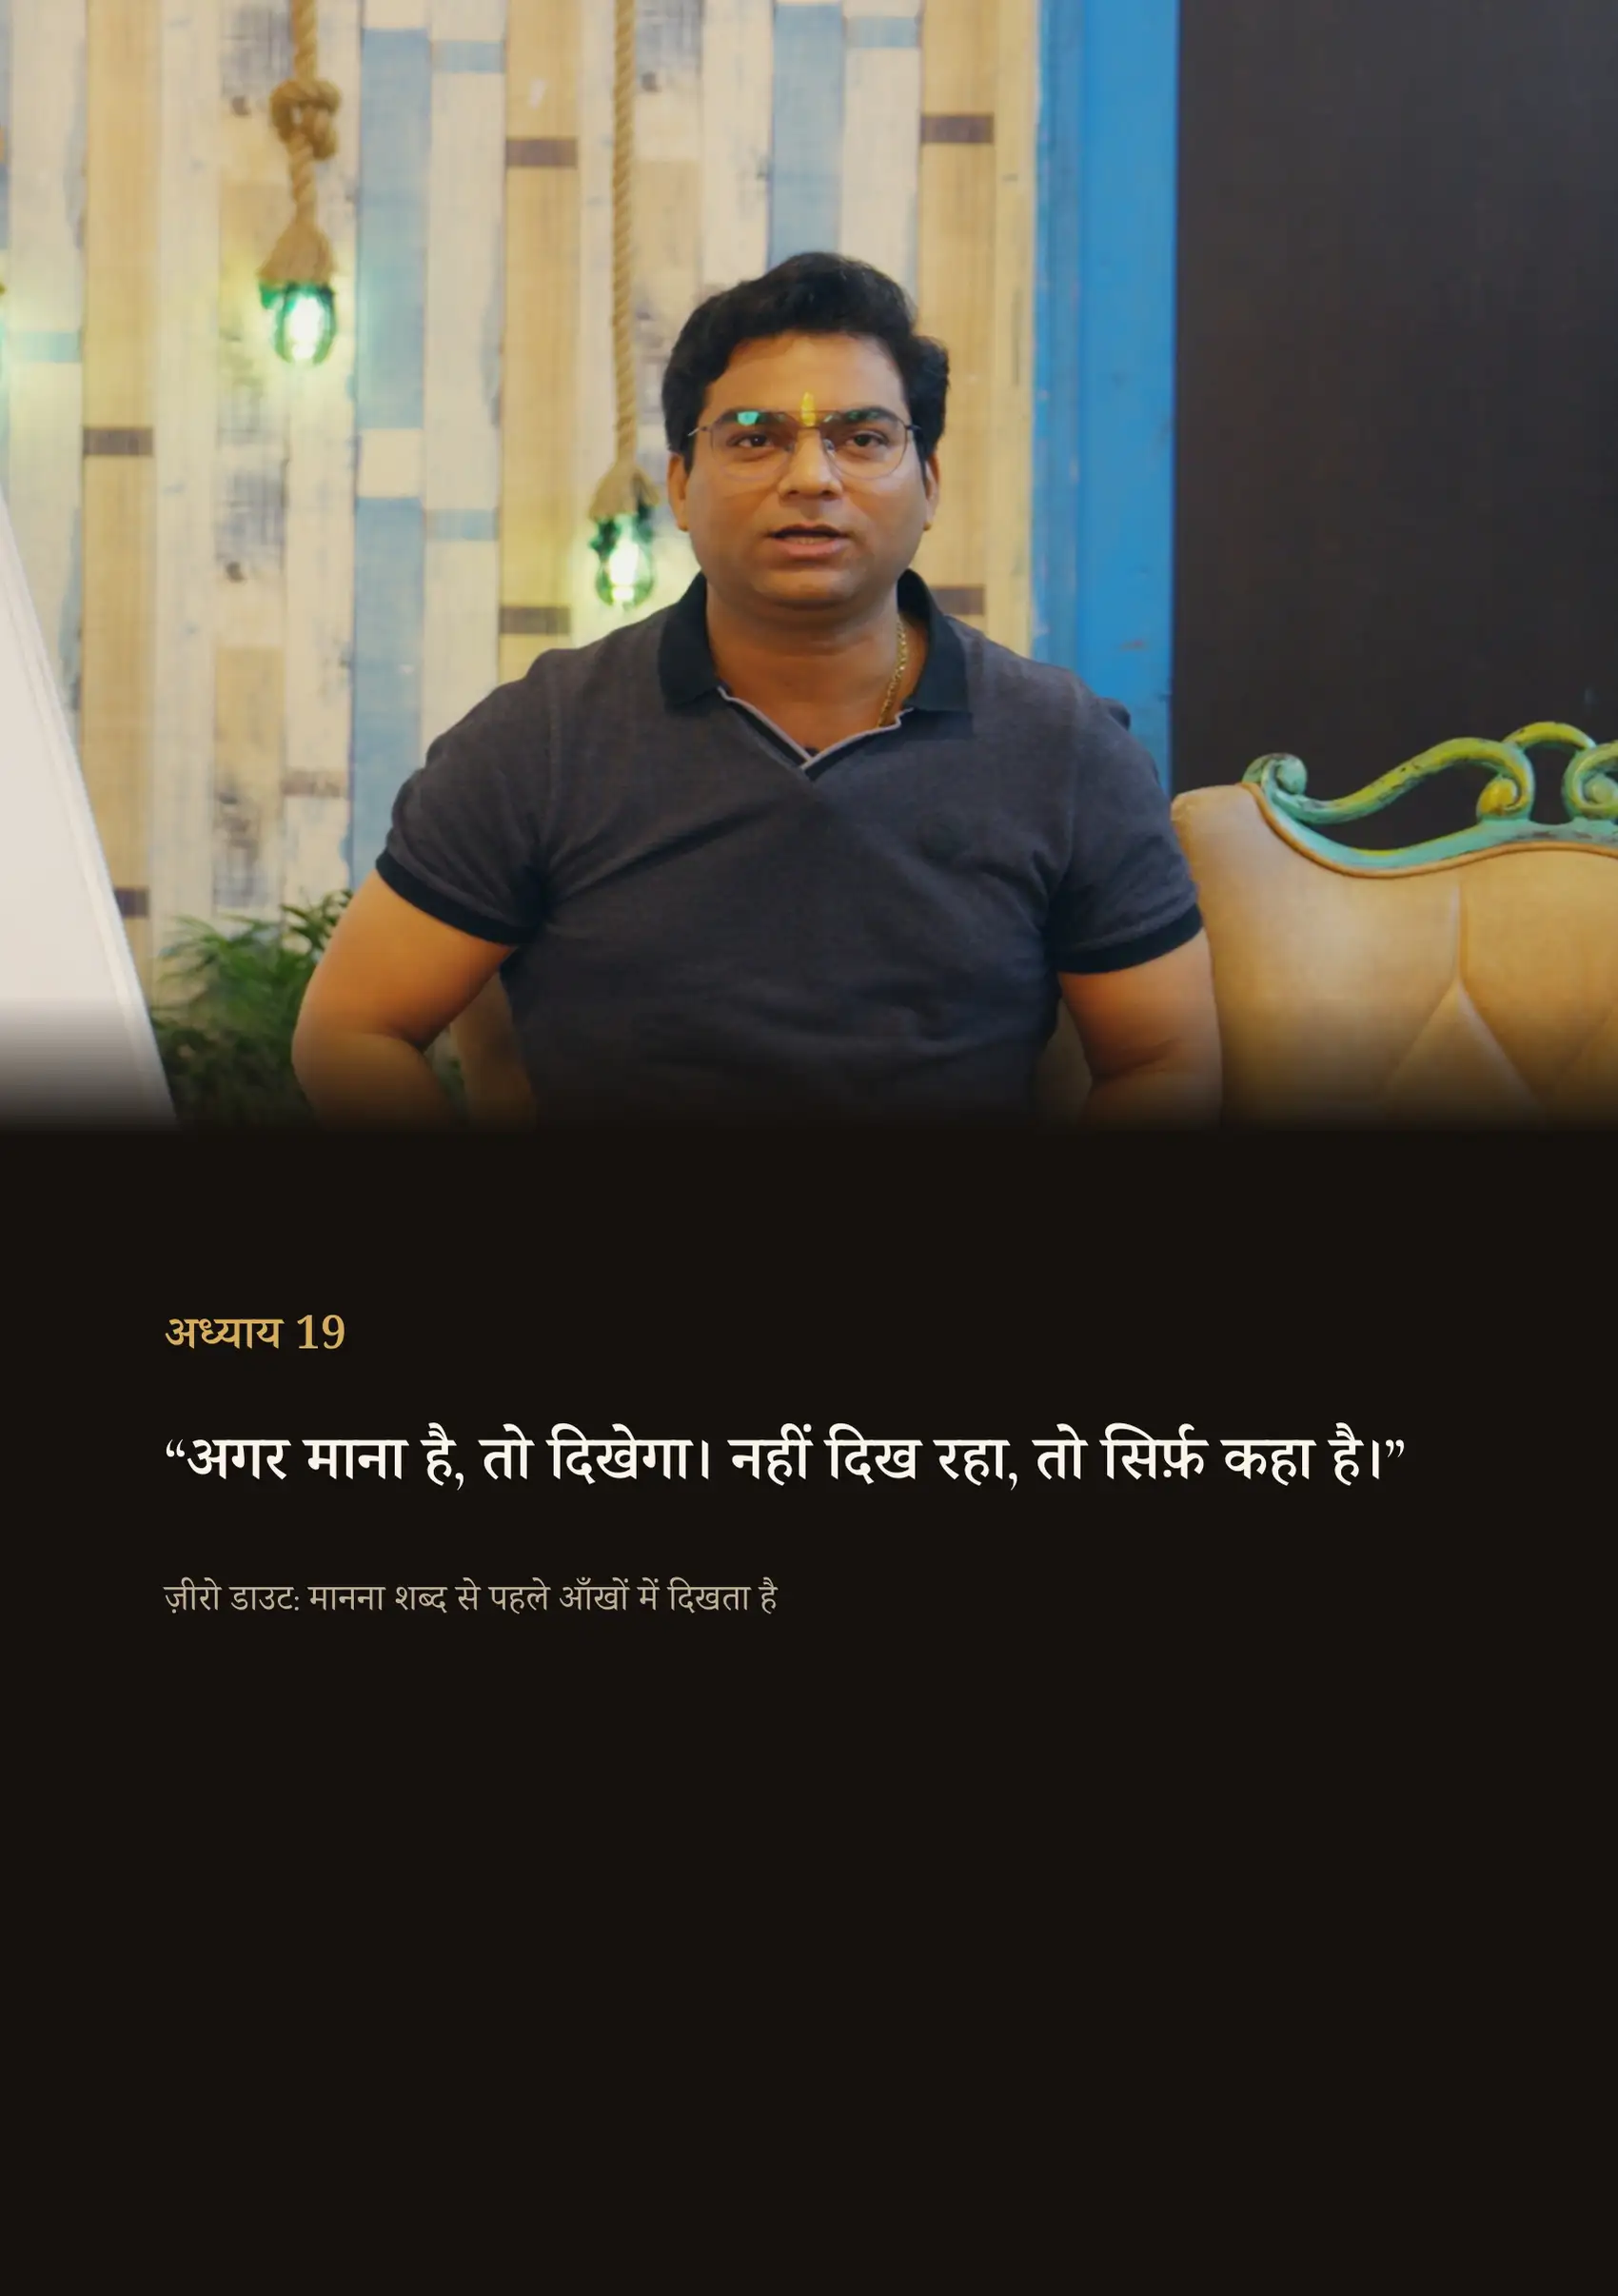 अध्याय 19
“अगर माना है, तो दिखेगा। नहीं दिख रहा, तो सिर्फ़ कहा है।”
ज़ीरो डाउट: मानना शब्द से पहले आँखों में दिखता है